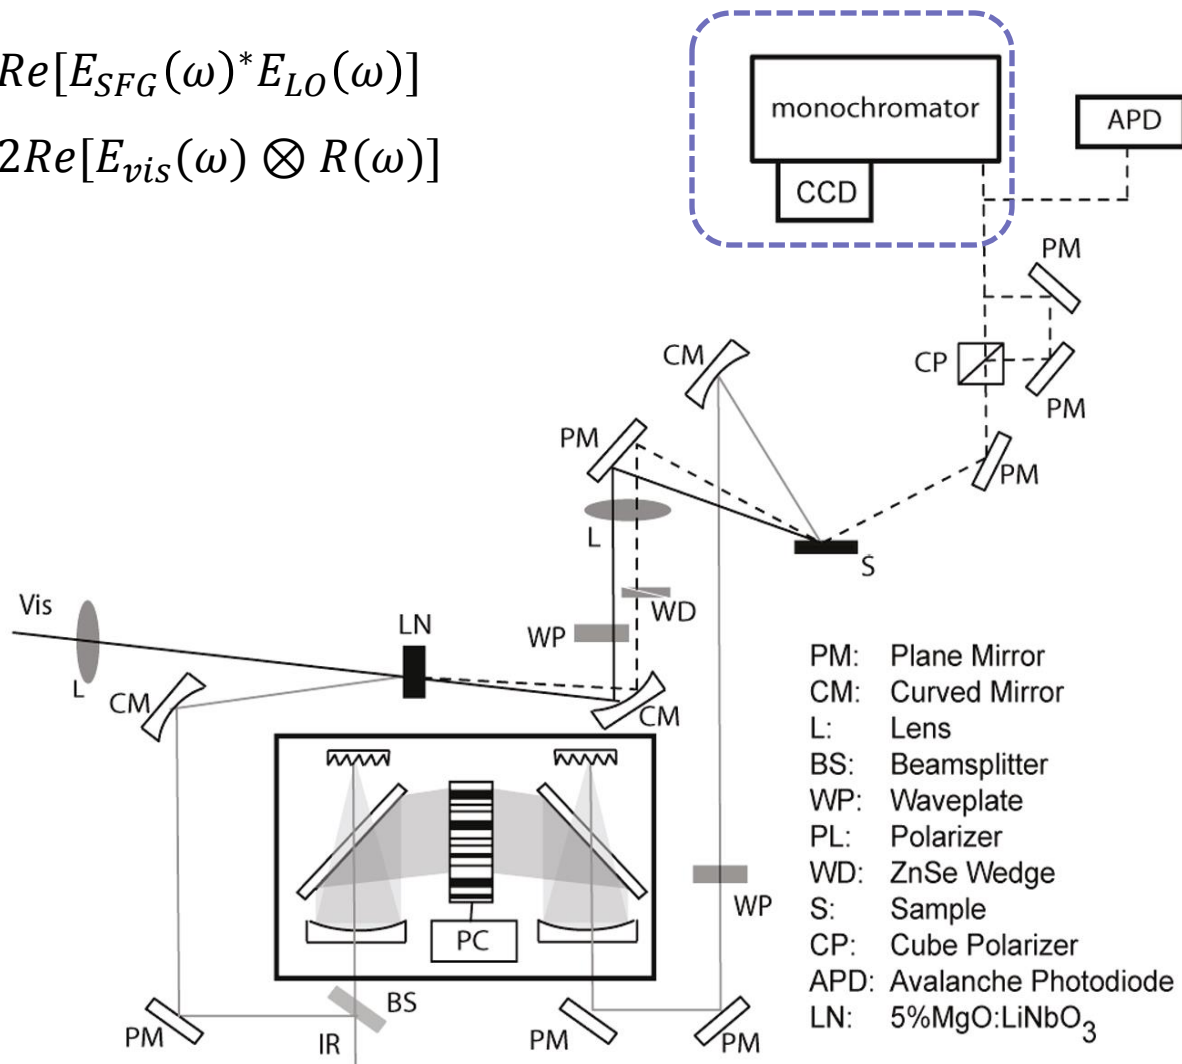 Re[E_{SFG}(ω)^*E_{LO}(ω)]
2Re[E_{vis}(ω) ⊗ R(ω)]
monochromator
APD
CCD
PM
CM
CP
PM
PM
PM
L
S
Vis
WD
LN
WP
L
CM
CM
PM: Plane Mirror
CM: Curved Mirror
L: Lens
BS: Beamsplitter
WP: Waveplate
PL: Polarizer
WD: ZnSe Wedge
S: Sample
CP: Cube Polarizer
APD: Avalanche Photodiode
LN: 5%MgO:LiNbO₃
WP
PC
BS
PM
IR
PM
PM